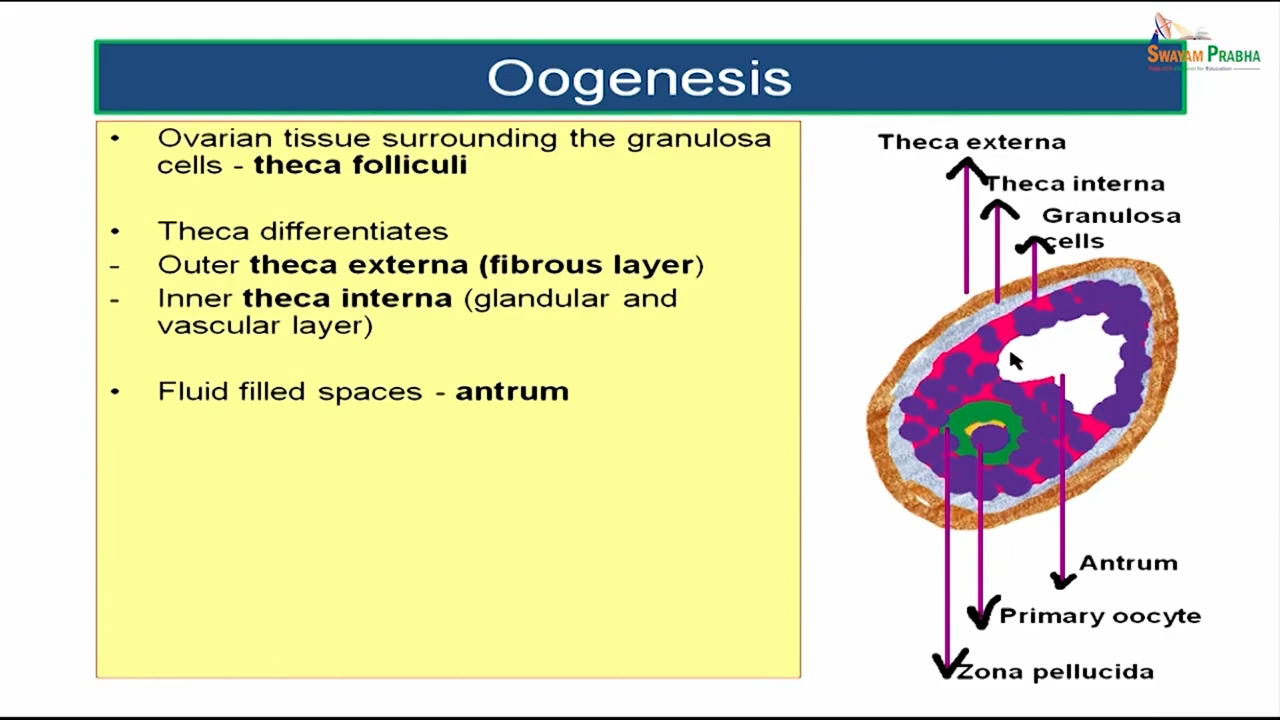 SWAYAM PRABHA
Oogenesis
• Ovarian tissue surrounding the granulosa
cells - theca folliculi
• Theca differentiates
- Outer theca externa (fibrous layer)
- Inner theca interna (glandular and
vascular layer)
• Fluid filled spaces - antrum
Theca externa
Theca interna
Granulosa
cells
Antrum
Primary oocyte
Zona pellucida